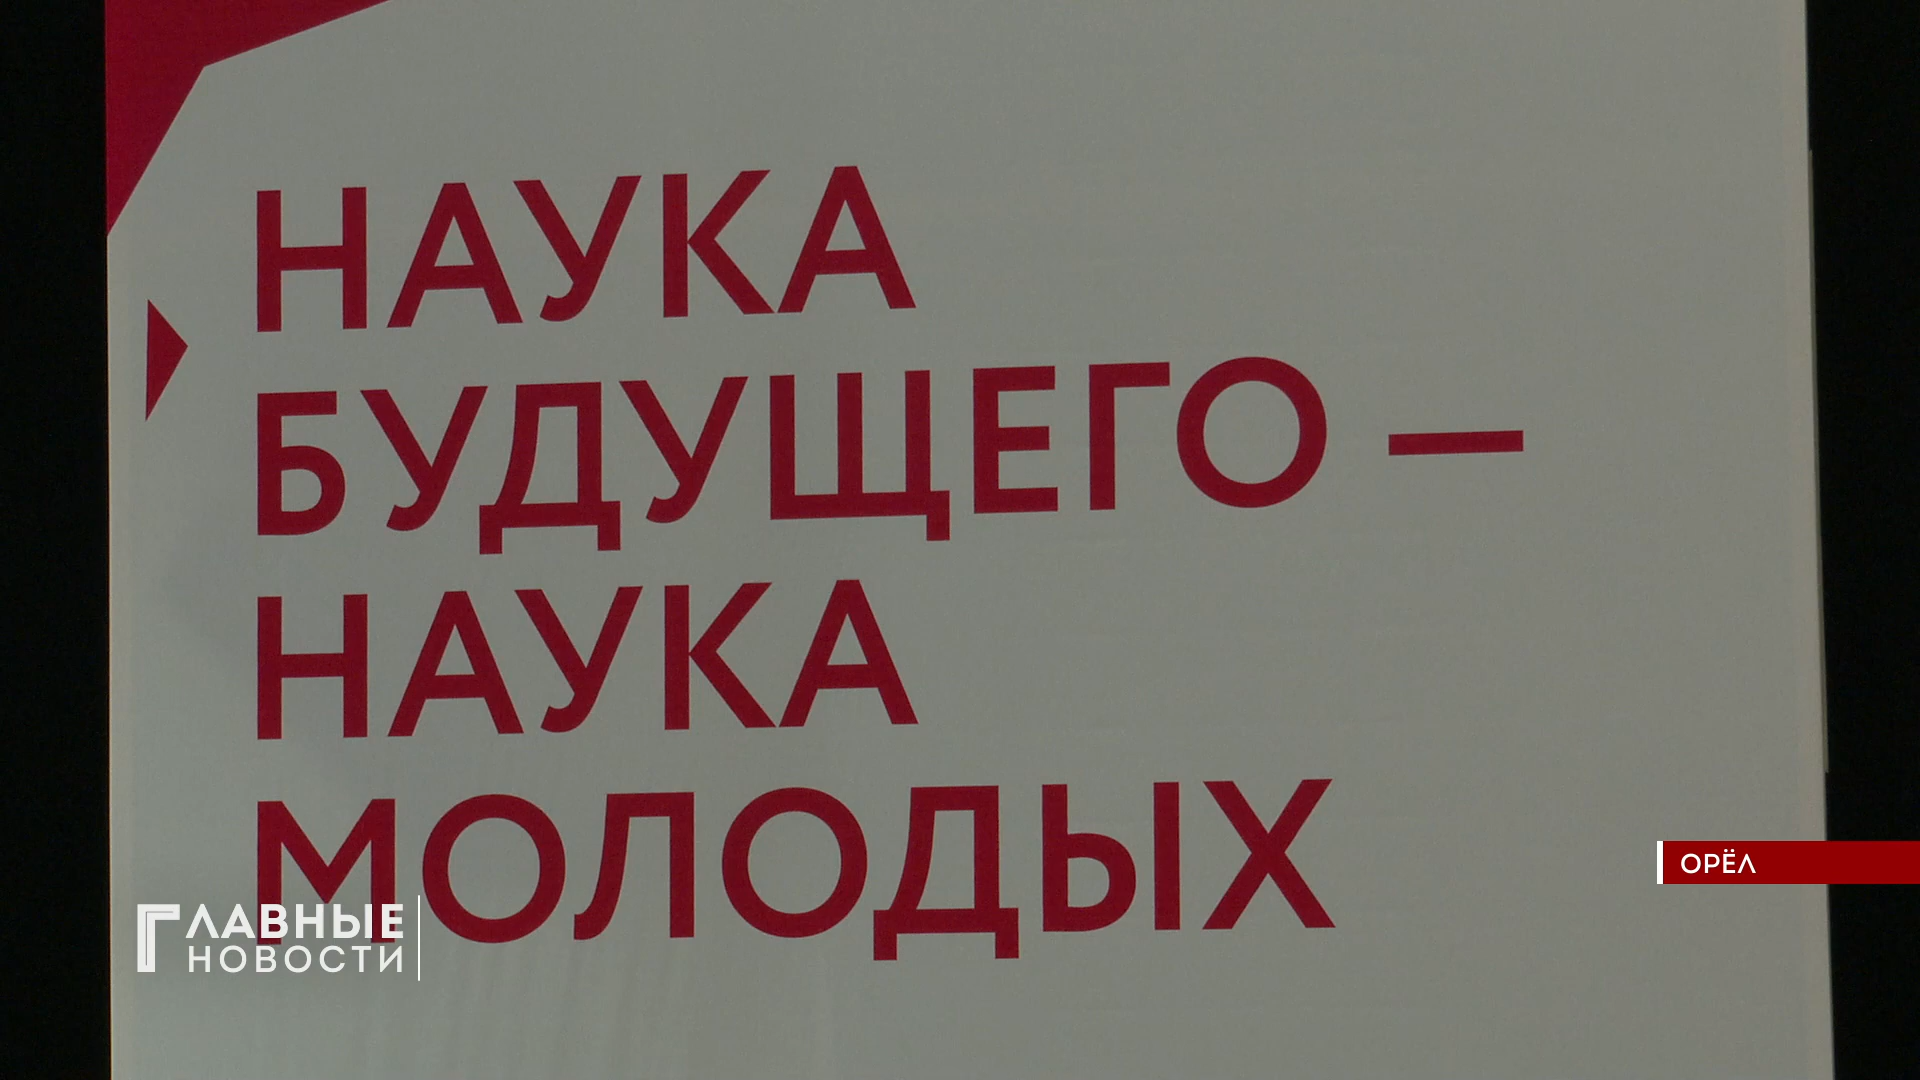 НАУКА
БУДУЩЕГО —
НАУКА
МОЛОДЫХ
ОРЁЛ
ГЛАВНЫЕ
НОВОСТИ